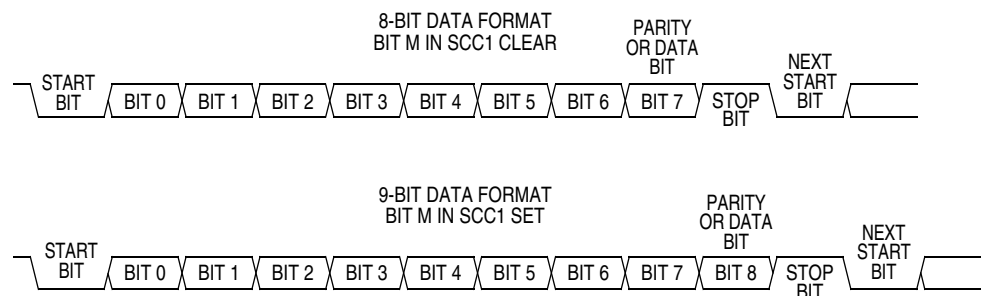 8-BIT DATA FORMAT
BIT M IN SCC1 CLEAR
PARITY
OR DATA
BIT
START
BIT
BIT 0
BIT 1
BIT 2
BIT 3
BIT 4
BIT 5
BIT 6
BIT 7
STOP
BIT
NEXT
START
BIT
9-BIT DATA FORMAT
BIT M IN SCC1 SET
PARITY
OR DATA
BIT
START
BIT
BIT 0
BIT 1
BIT 2
BIT 3
BIT 4
BIT 5
BIT 6
BIT 7
BIT 8
STOP
BIT
NEXT
START
BIT